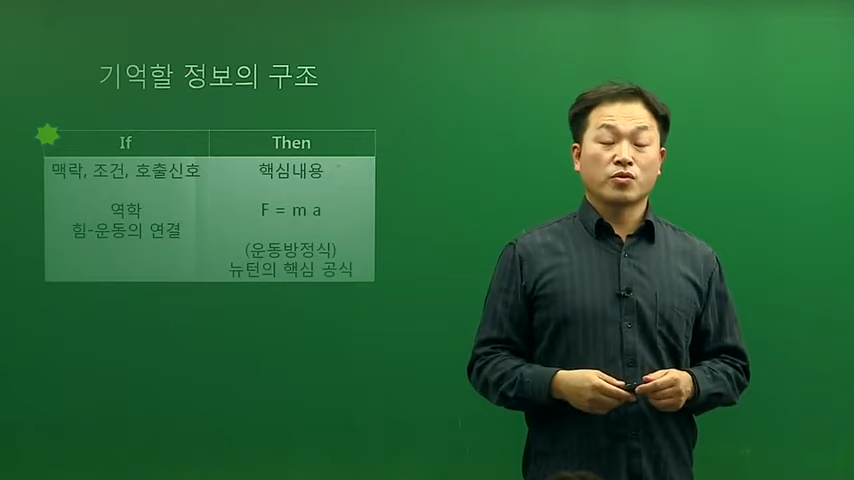 기억할 정보의 구조
If Then
맥락, 조건, 호출신호 핵심내용
역학 F = m a
힘-운동의 연결
(운동방정식)
뉴턴의 핵심 공식